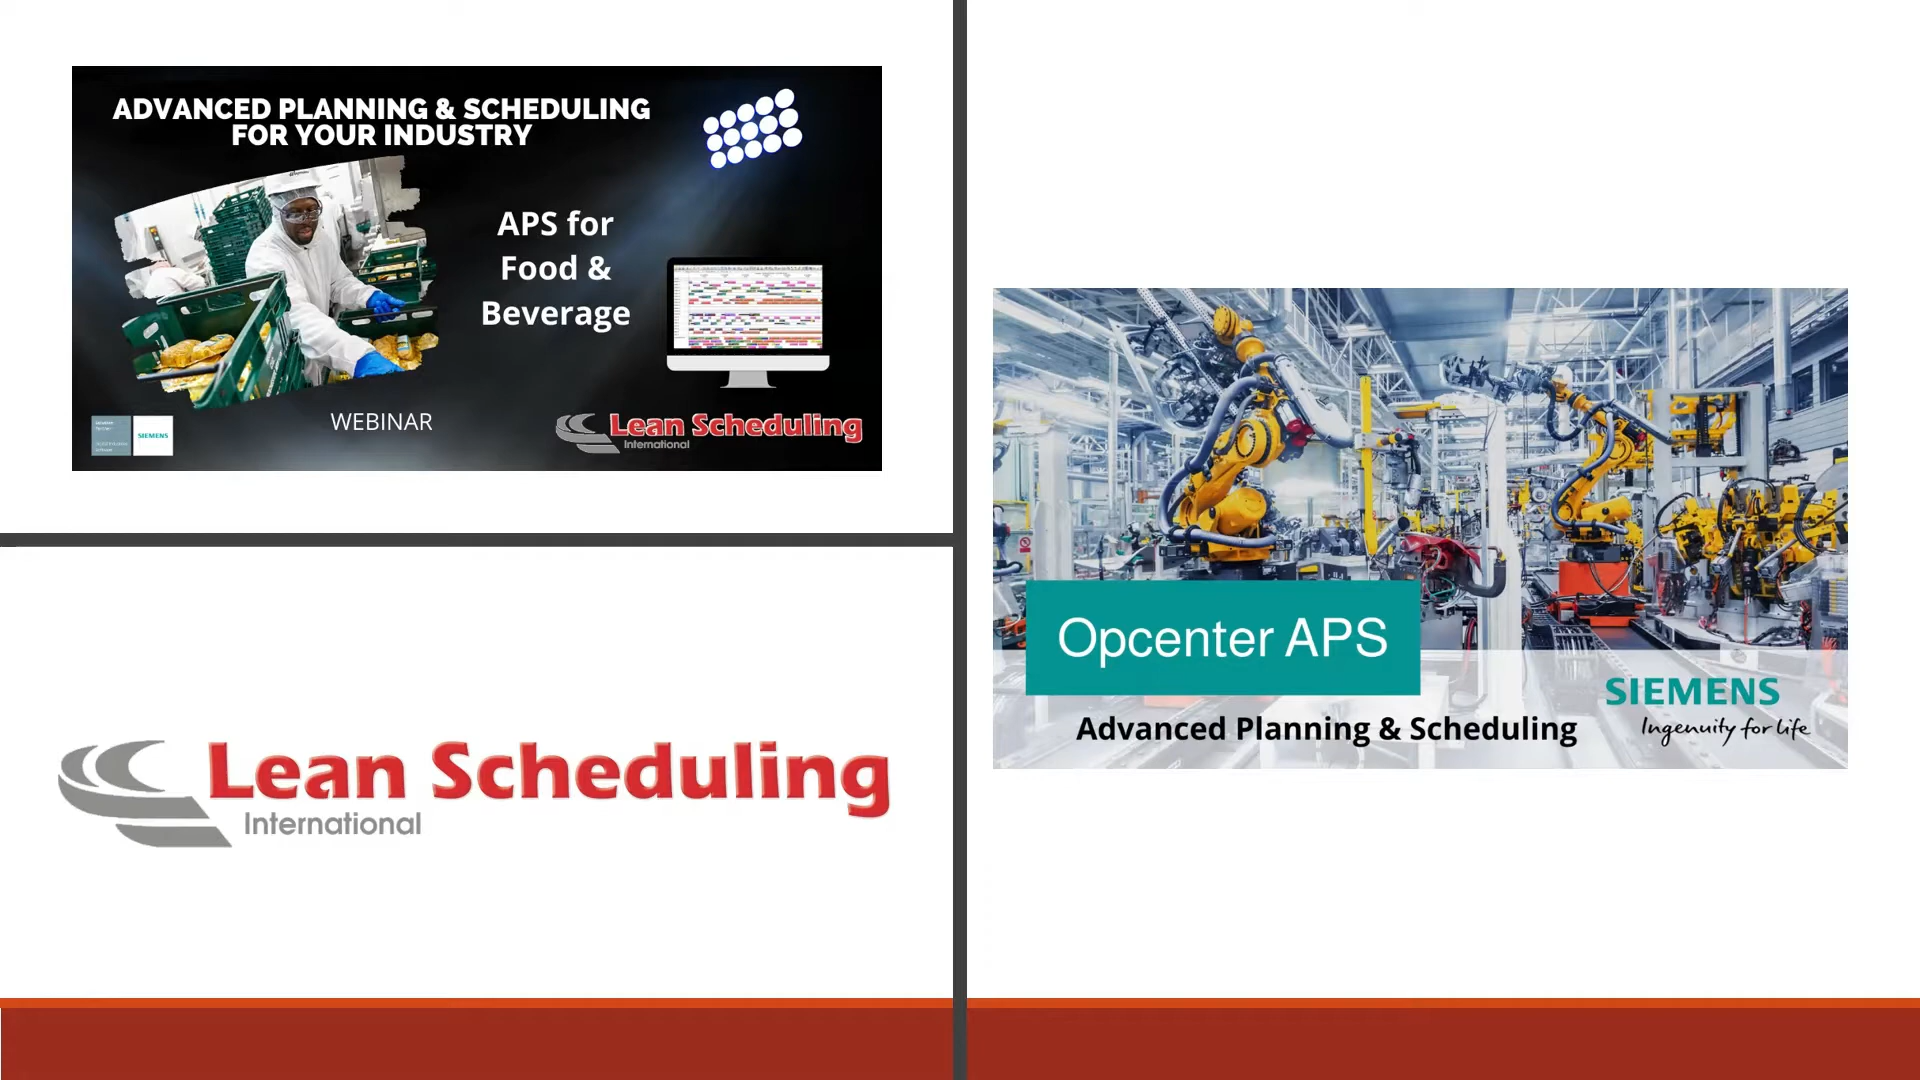 ADVANCED PLANNING & SCHEDULING
FOR YOUR INDUSTRY
APS for
Food &
Beverage
WEBINAR
SIEMENS
Lean Scheduling
International
Lean Scheduling
International
Opcenter APS
Advanced Planning & Scheduling
SIEMENS
Ingenuity for life